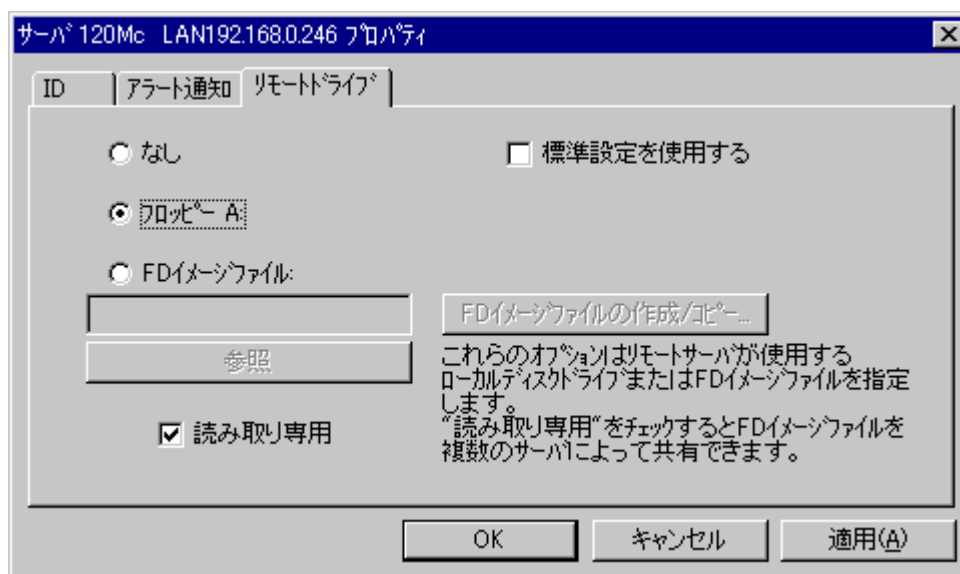 サーバ 120Mc LAN192.168.0.246 プロパティ
ID
アラート通知
リモートドライブ
なし
標準設定を使用する
フロッピー A:
FDイメージファイル:
FDイメージファイルの作成/コピー...
参照
これらのオプションはリモートサーバが使用する
ローカルディスクドライブまたはFDイメージファイルを指定
します。
"読み取り専用"をチェックするとFDイメージファイルを
複数のサーバによって共有できます。
読み取り専用
OK
キャンセル
適用(A)